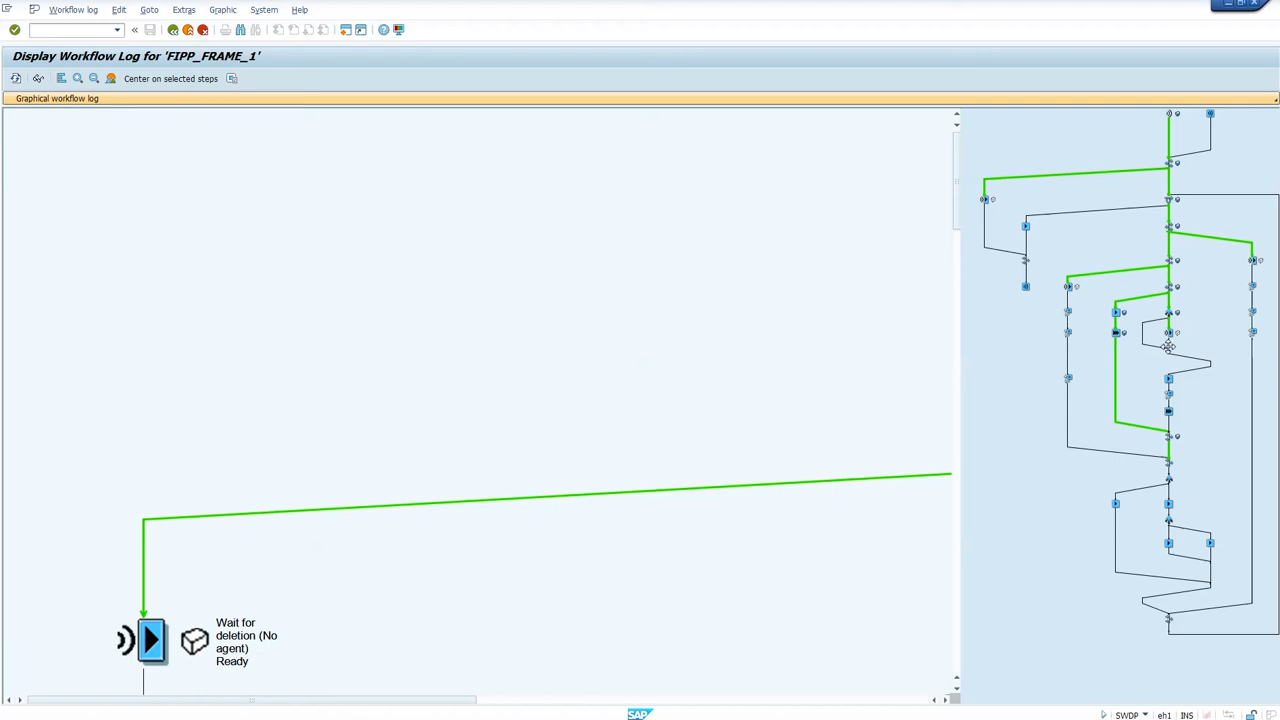 Workflow log Edit Goto Extras Graphic System Help
Display Workflow Log for 'FIPP_FRAME_1'
Center on selected steps
Graphical workflow log
Wait for
deletion (No
agent)
Ready
SAP
SWDP eh1 INS